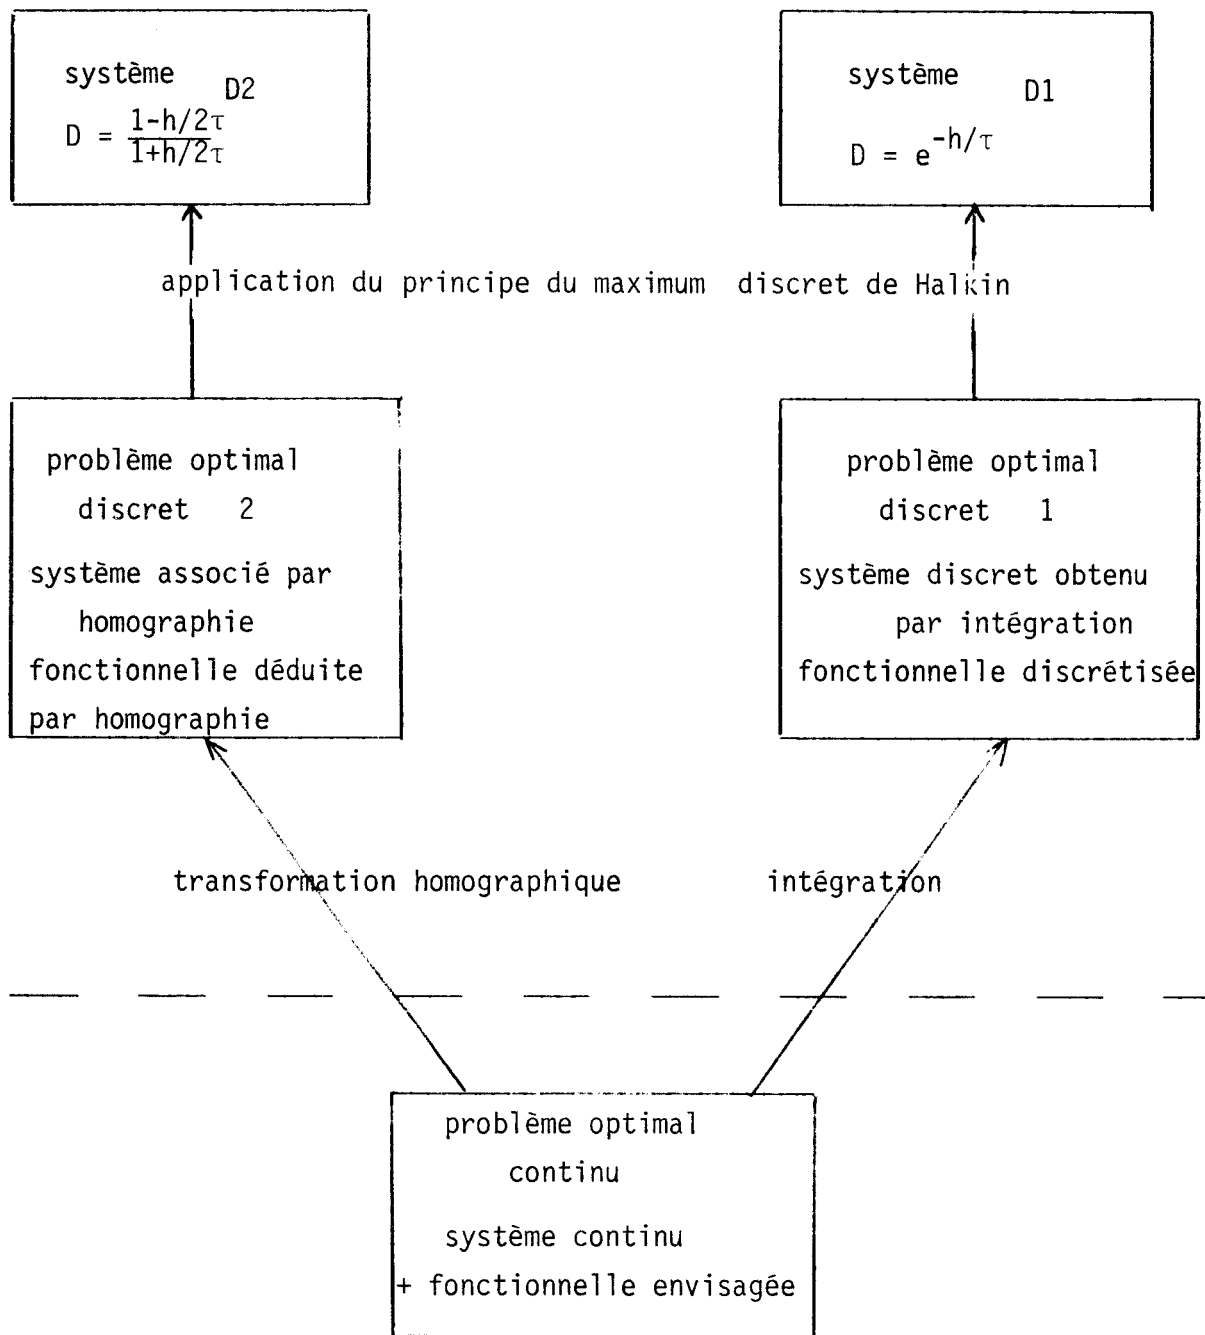 système D2
D = 1-h/2τ
1+h/2τ
système D1
D = e^-h/τ
application du principe du maximum discret de Halkin
problème optimal
discret 2
système associé par
homographie
fonctionnelle déduite
par homographie
problème optimal
discret 1
système discret obtenu
par intégration
fonctionnelle discrétisée
transformation homographique
intégration
problème optimal
continu
système continu
+ fonctionnelle envisagée